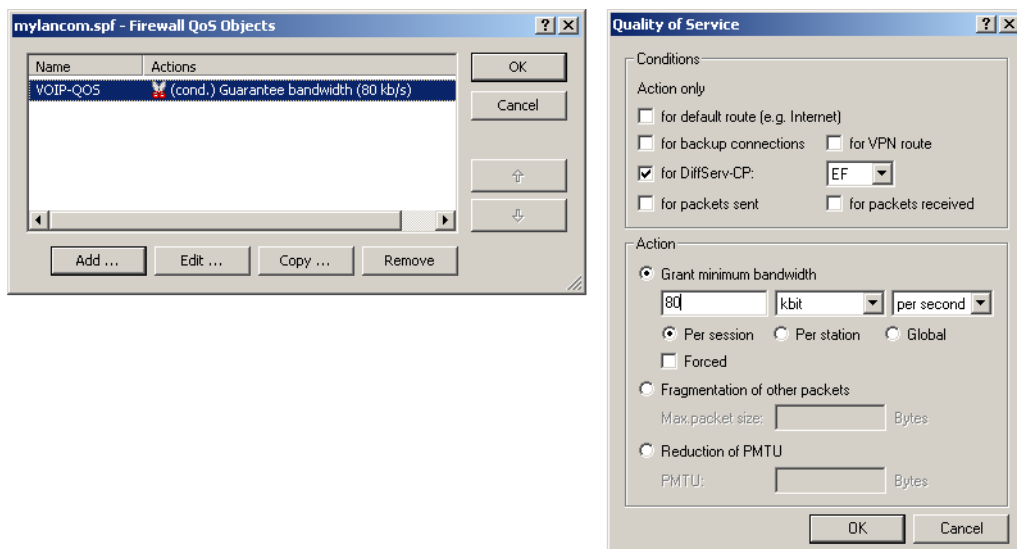 mylancom.spf - Firewall QoS Objects
Name Actions
VOIP-QOS (cond.) Guarantee bandwidth (80 kb/s)
OK
Cancel
Add ... Edit ... Copy ... Remove
Quality of Service
Conditions
Action only
for default route (e.g. Internet)
for backup connections for VPN route
for DiffServ-CP: EF
for packets sent for packets received
Action
Grant minimum bandwidth
80 kbit per second
Per session Per station Global
Forced
Fragmentation of other packets
Max.packet size: Bytes
Reduction of PMTU
PMTU: Bytes
OK Cancel